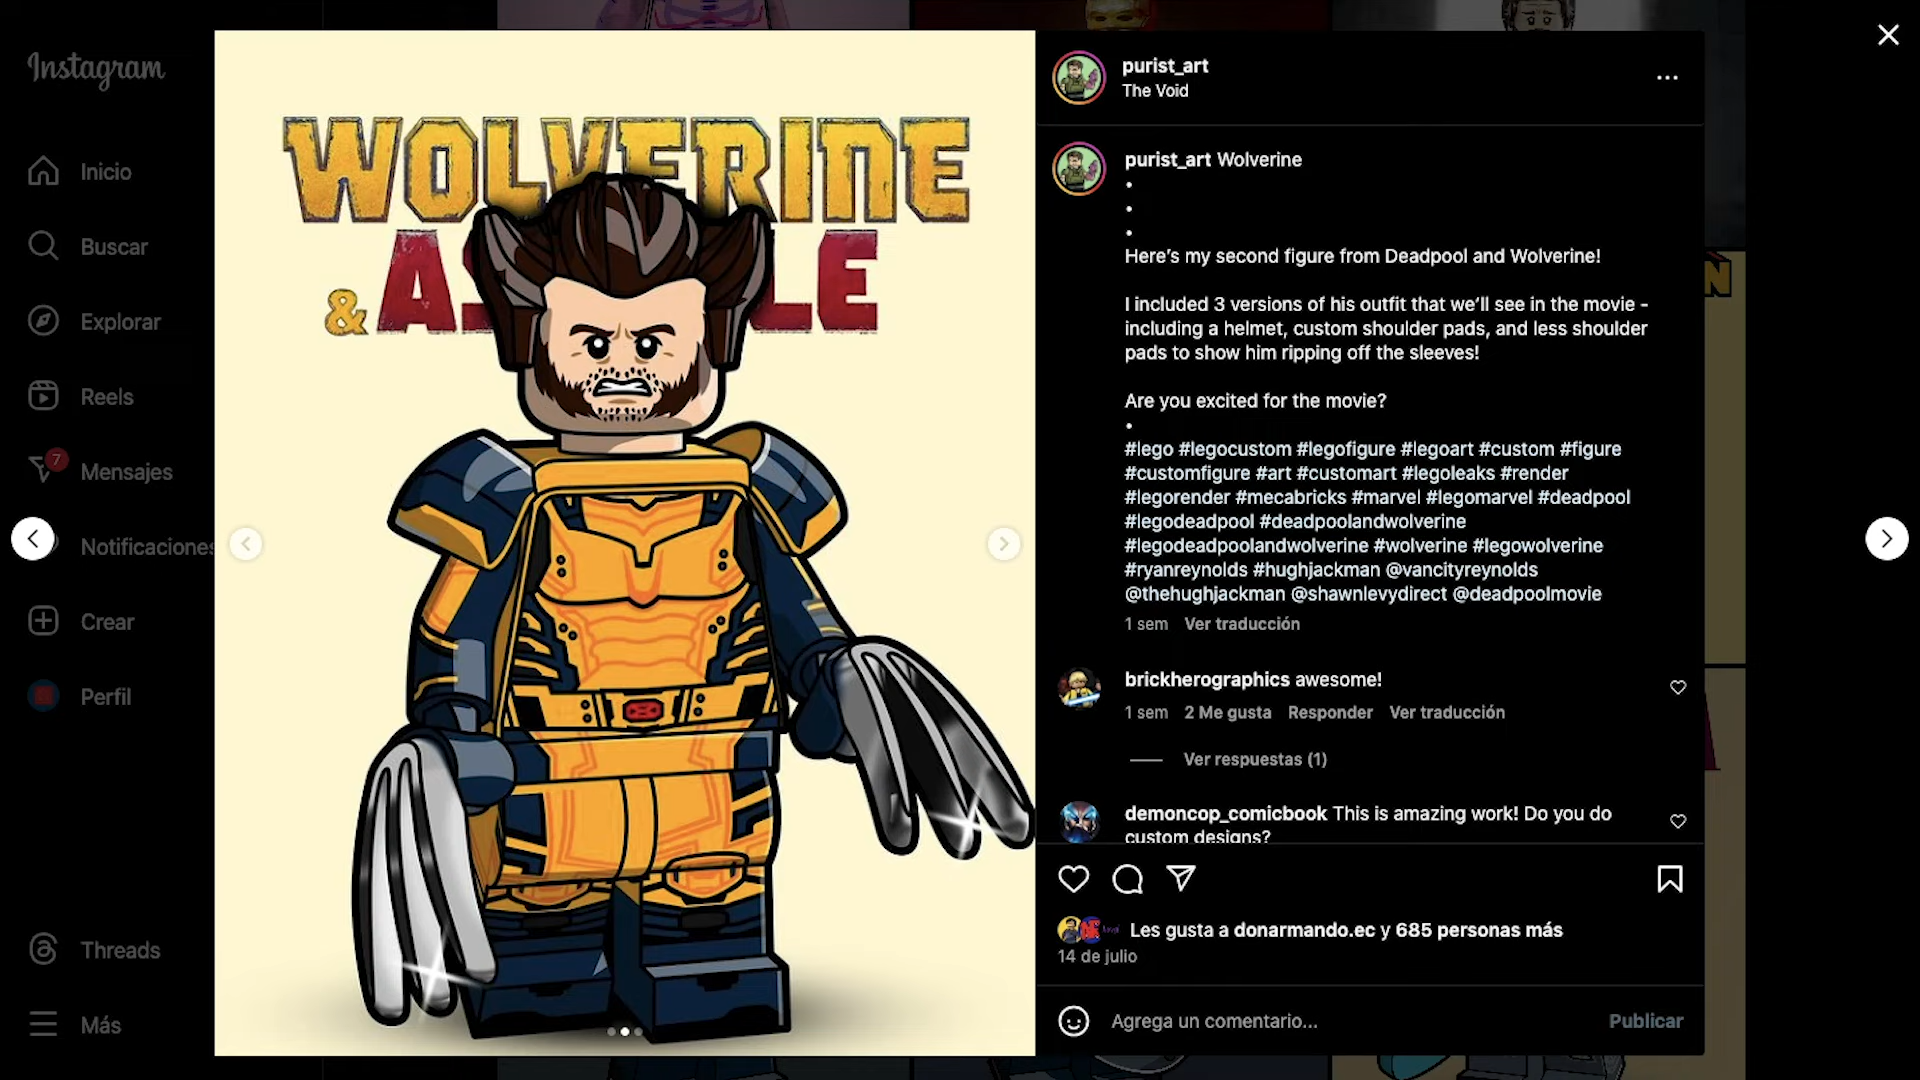 Instagram
Inicio
Buscar
Explorar
Reels
7
Mensajes
Notificaciones
Crear
Perfil
Threads
Más
WOLVERINE
&
purist_art
The Void
purist_art Wolverine
•
•
•
Here’s my second figure from Deadpool and Wolverine!
I included 3 versions of his outfit that we’ll see in the movie -
including a helmet, custom shoulder pads, and less shoulder
pads to show him ripping off the sleeves!
Are you excited for the movie?
•
#lego #legocustom #legofigure #legoart #custom #figure
#customfigure #art #customart #legoleaks #render
#legorender #mecabricks #marvel #legomarvel #deadpool
#legodeadpool #deadpoolandwolverine
#legodeadpoolandwolverine #wolverine #legowolverine
#ryanreynolds #hughjackman @vancityreynolds
@thehughjackman @shawnlevydirect @deadpoolmovie
1 sem Ver traducción
brickherographics awesome!
1 sem 2 Me gusta Responder Ver traducción
Ver respuestas (1)
demoncop_comicbook This is amazing work! Do you do
custom designs?
Les gusta a donarmando.ec y 685 personas más
14 de julio
Agrega un comentario...
Publicar